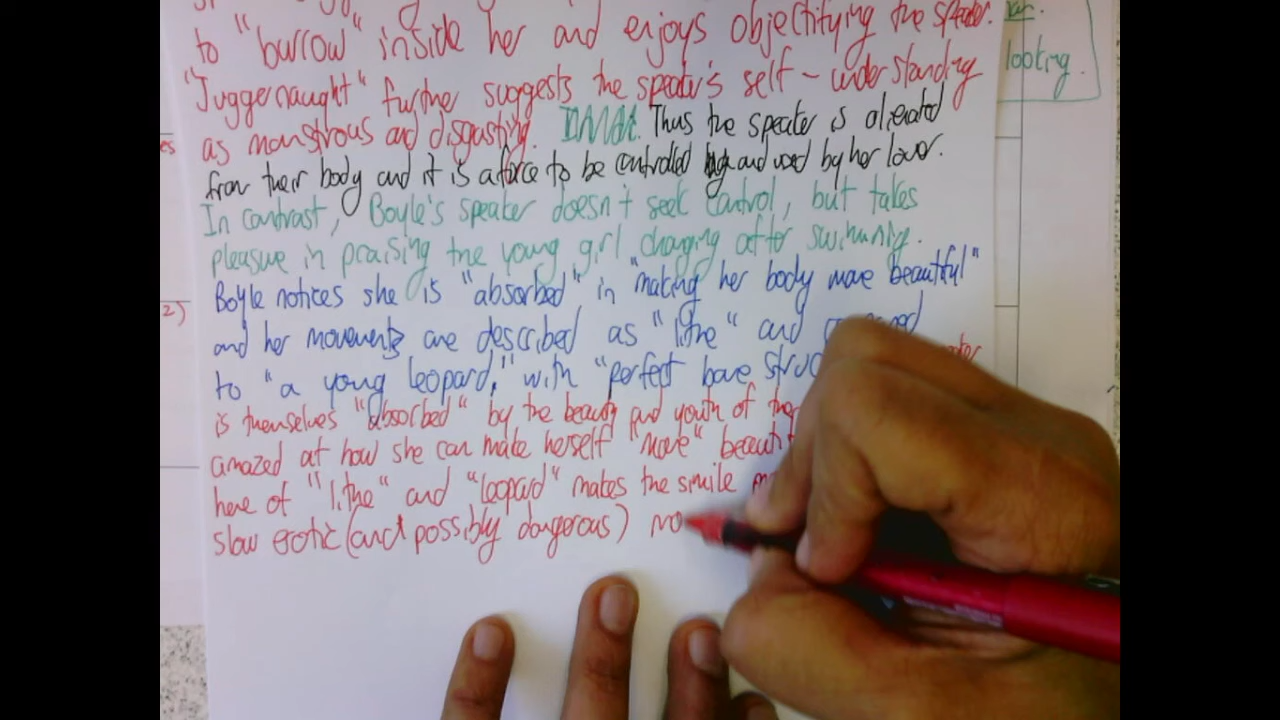 to "burrow" inside her and enjoys objectifying the speaker.
looking.
"Juggernaught" further suggests the speaker's self-understanding
as monstrous and disgusting. Thus the speaker is alienated
from their body and it is a force to be controlled and used by her lover.
In contrast, Boyle's speaker doesn't seek control, but takes
pleasure in praising the young girl changing after swimming.
Boyle notices she is "absorbed" in "making her body more beautiful"
2)
and her movements are described as "lithe" and
to "a young leopard," with "perfect bone
is themselves "absorbed" by the beauty and youth of the
amazed at how she can make herself "more"
here of "lithe" and "leopard" makes the smile
slow erotic (and possibly dangerous)